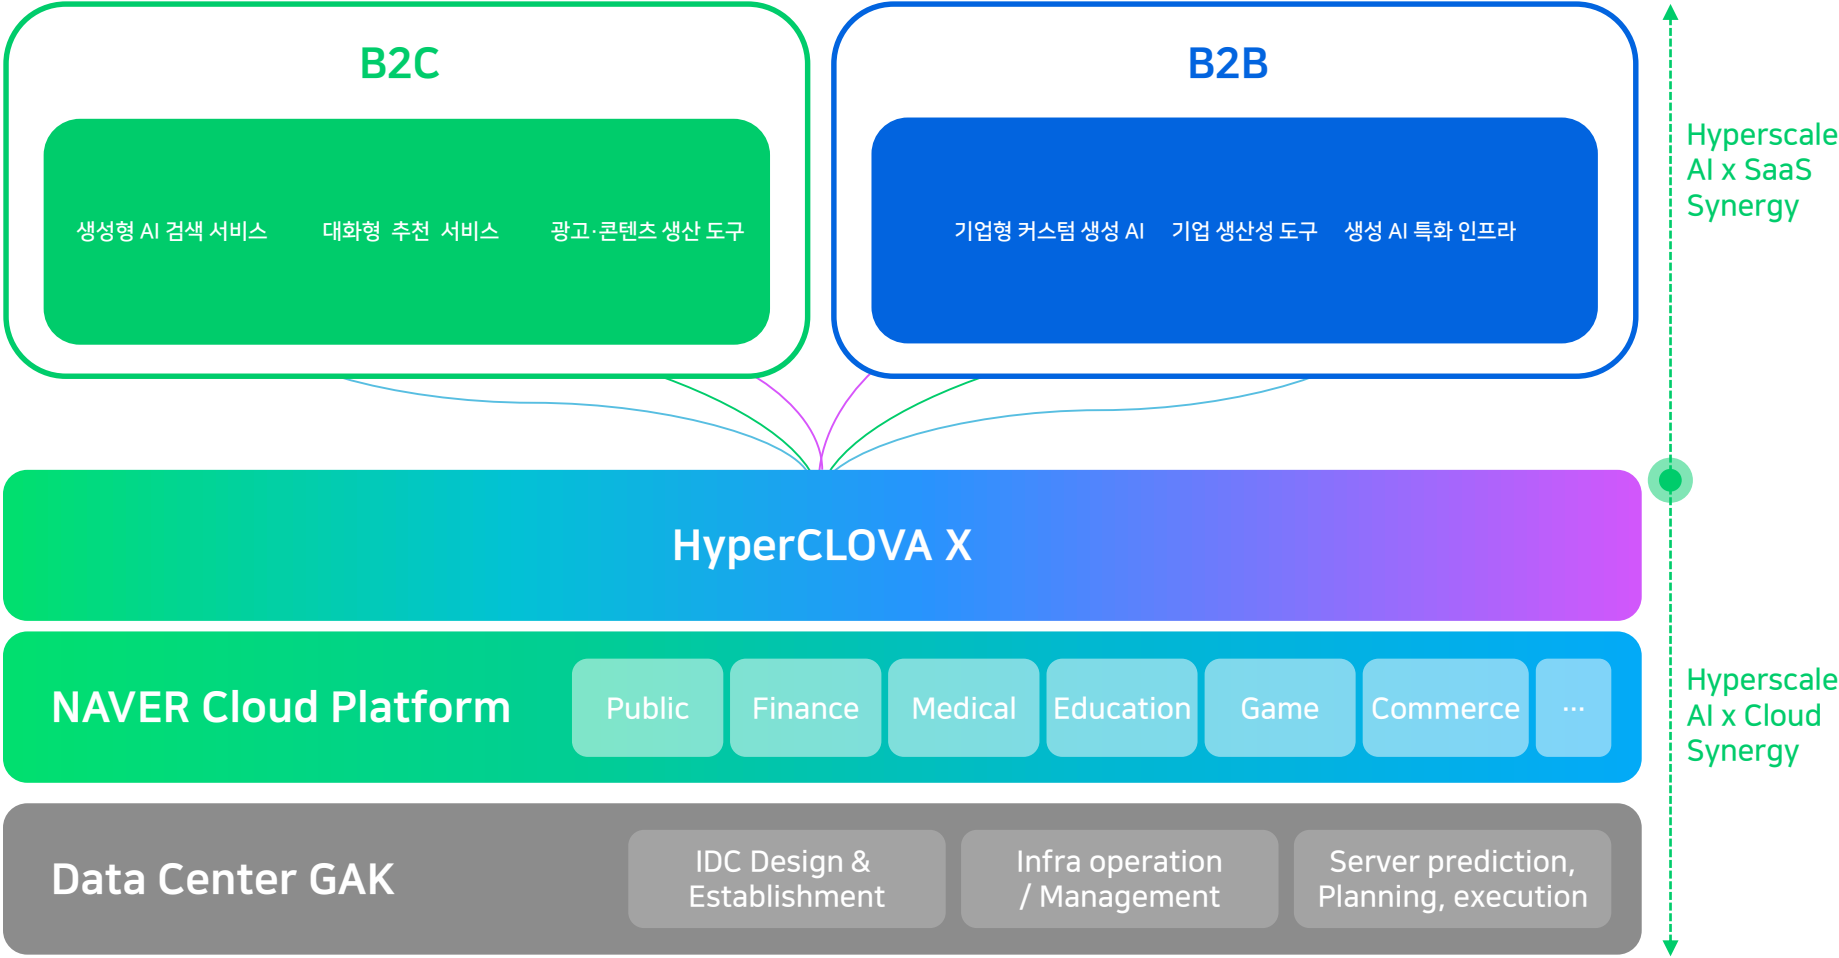 B2C
생성형 AI 검색 서비스
대화형 추천 서비스
광고·콘텐츠 생산 도구
B2B
기업형 커스텀 생성 AI
기업 생산성 도구
생성 AI 특화 인프라
Hyperscale
AI x SaaS
Synergy
HyperCLOVA X
NAVER Cloud Platform
Public
Finance
Medical
Education
Game
Commerce
...
Hyperscale
AI x Cloud
Synergy
Data Center GAK
IDC Design &
Establishment
Infra operation
/ Management
Server prediction,
Planning, execution